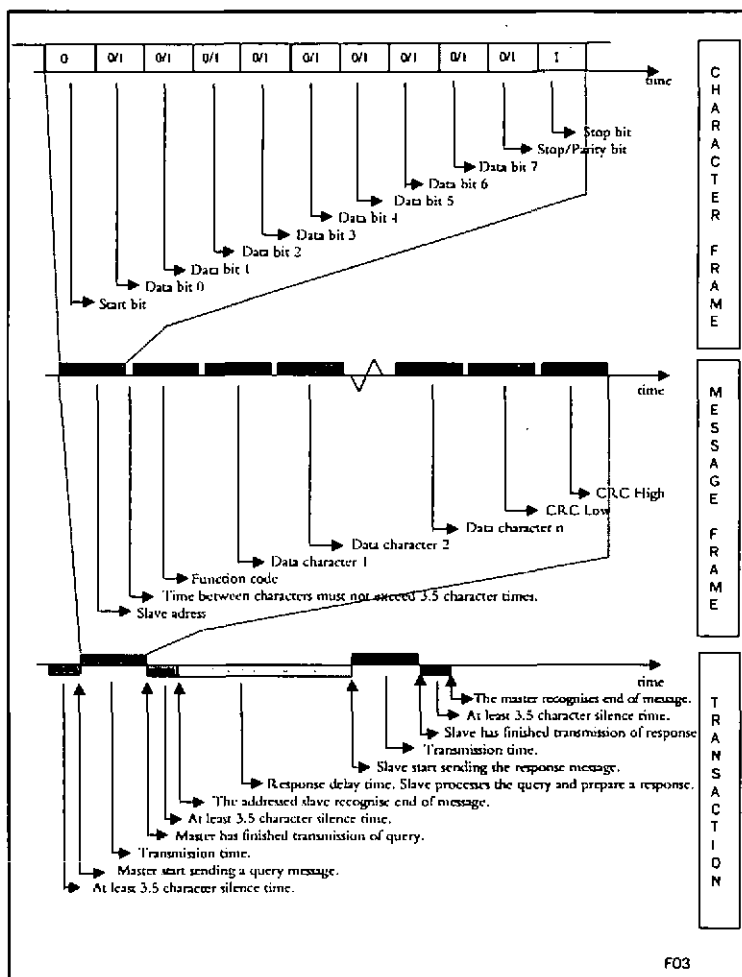 0 0/1 0/1 0/1 0/1 0/1 0/1 0/1 0/1 0/1 1
time
Stop bit
Stop/Parity bit
Data bit 7
Data bit 6
Data bit 5
Data bit 4
Data bit 3
Data bit 2
Data bit 1
Data bit 0
Start bit
CHARACTER FRAME
time
CRC High
CRC Low
Data character n
Data character 2
Data character 1
Function code
Time between characters must not exceed 3.5 character times.
Slave adress
MESSAGE FRAME
time
The master recognises end of message.
At least 3.5 character silence time.
Slave has finished transmission of response
Transmission time.
Slave start sending the response message.
Response delay time. Slave processes the query and prepare a response.
The addressed slave recognise end of message.
At least 3.5 character silence time.
Master has finished transmission of query.
Transmission time.
Master start sending a query message.
At least 3.5 character silence time.
TRANSACTION
F03